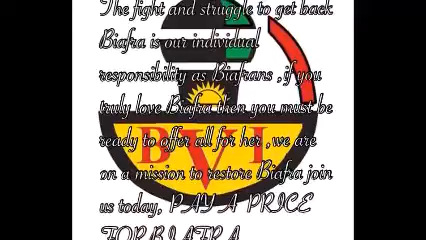 The fight and struggle to get back
Biafra is our individual
responsibility as Biafrans ,if you
truly love Biafra then you must be
ready to offer all for her ,we are
on a mission to restore Biafra join
us today, PAY A PRICE
FOR BIAFRA
BVI